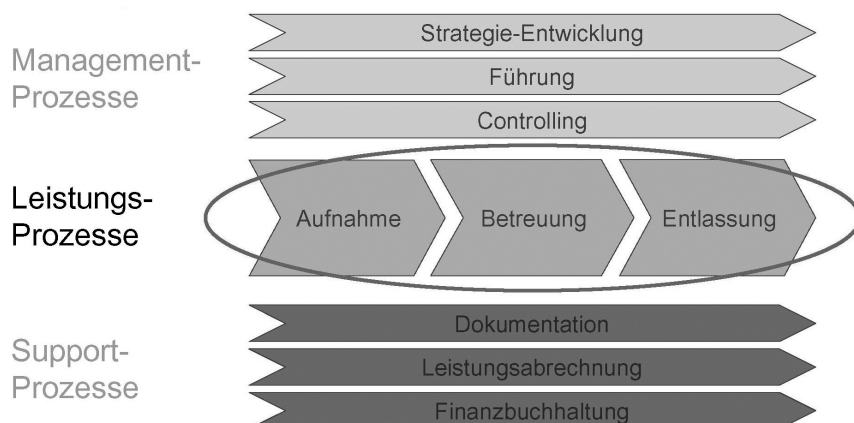 Management-
Prozesse
Strategie-Entwicklung
Führung
Controlling
Leistungs-
Prozesse
Aufnahme
Betreuung
Entlassung
Support-
Prozesse
Dokumentation
Leistungsabrechnung
Finanzbuchhaltung